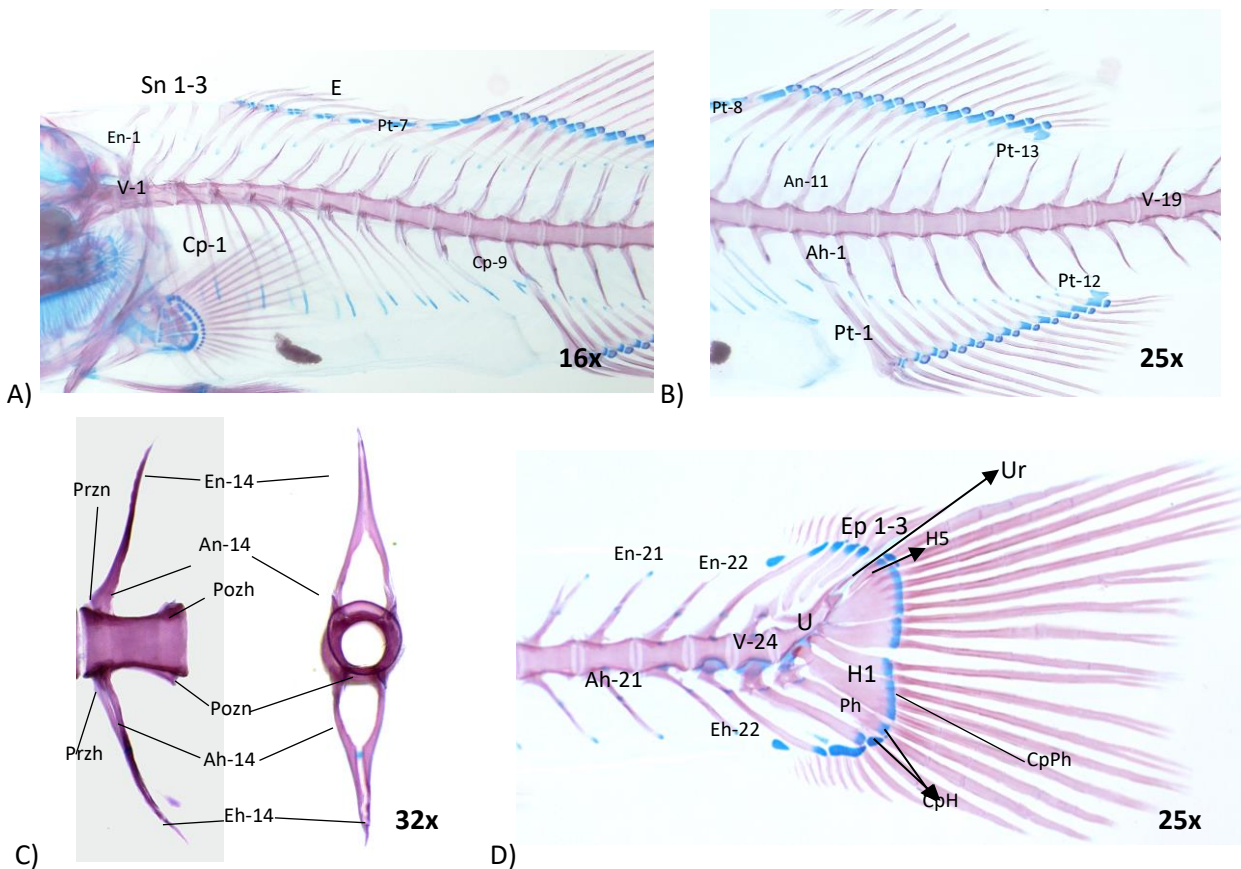 Sn 1-3
E
En-1
Pt-7
V-1
Cp-1
Cp-9
16x
A)
Pt-8
Pt-13
An-11
V-19
Ah-1
Pt-12
Pt-1
25x
B)
En-14
Przn
An-14
Pozh
Pozn
Przh
Ah-14
Eh-14
32x
C)
Ur
Ep 1-3
H5
En-21
En-22
U
V-24
Ah-21
H1
Ph
Eh-22
CpPh
CpH
25x
D)